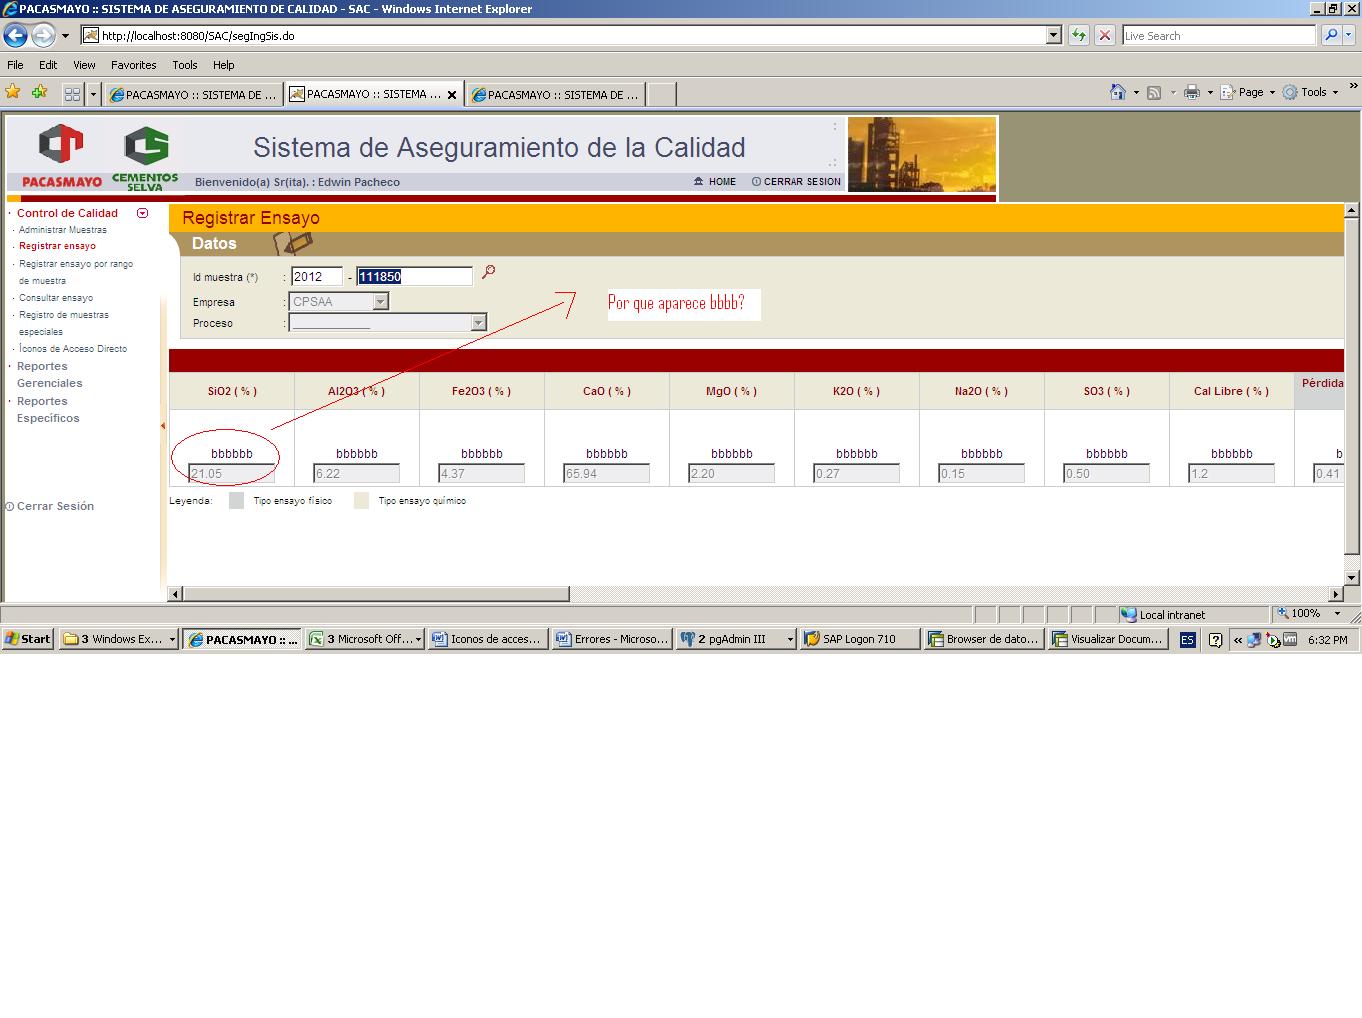 PACASMAYO :: SISTEMA DE ASEGURAMIENTO DE CALIDAD - SAC - Windows Internet Explorer
http://localhost:8080/SAC/segIngSis.do
Live Search
File Edit View Favorites Tools Help
PACASMAYO :: SISTEMA DE ...
PACASMAYO :: SISTEMA ...
PACASMAYO :: SISTEMA DE ...
Page
Tools
PACASMAYO
CEMENTOS
SELVA
Sistema de Aseguramiento de la Calidad
Bienvenido(a) Sr(ita). : Edwin Pacheco
HOME
CERRAR SESION
Control de Calidad
Administrar Muestras
Registrar ensayo
Registrar ensayo por rango
de muestra
Consultar ensayo
Registro de muestras
especiales
Íconos de Acceso Directo
Reportes
Gerenciales
Reportes
Específicos
Cerrar Sesión
Registrar Ensayo
Datos
Id muestra (*) : 2012 - 111850
Empresa : CPSAA
Proceso :
Por que aparece bbbb?
SiO2 ( % ) Al2O3 ( % ) Fe2O3 ( % ) CaO ( % ) MgO ( % ) K2O ( % ) Na2O ( % ) SO3 ( % ) Cal Libre ( % ) Pérdida
bbbbbb bbbbbb bbbbbb bbbbbb bbbbbb bbbbbb bbbbbb bbbbbb bbbbbb b
21.05 6.22 4.37 65.94 2.20 0.27 0.15 0.50 1.2 0.41
Leyenda: Tipo ensayo físico Tipo ensayo químico
Local intranet
100%
Start
3 Windows Ex...
PACASMAYO :: ...
3 Microsoft Off...
Iconos de acces...
Errores - Microso...
2 pgAdmin III
SAP Logon 710
Browser de dato...
Visualizar Docum...
ES
6:32 PM